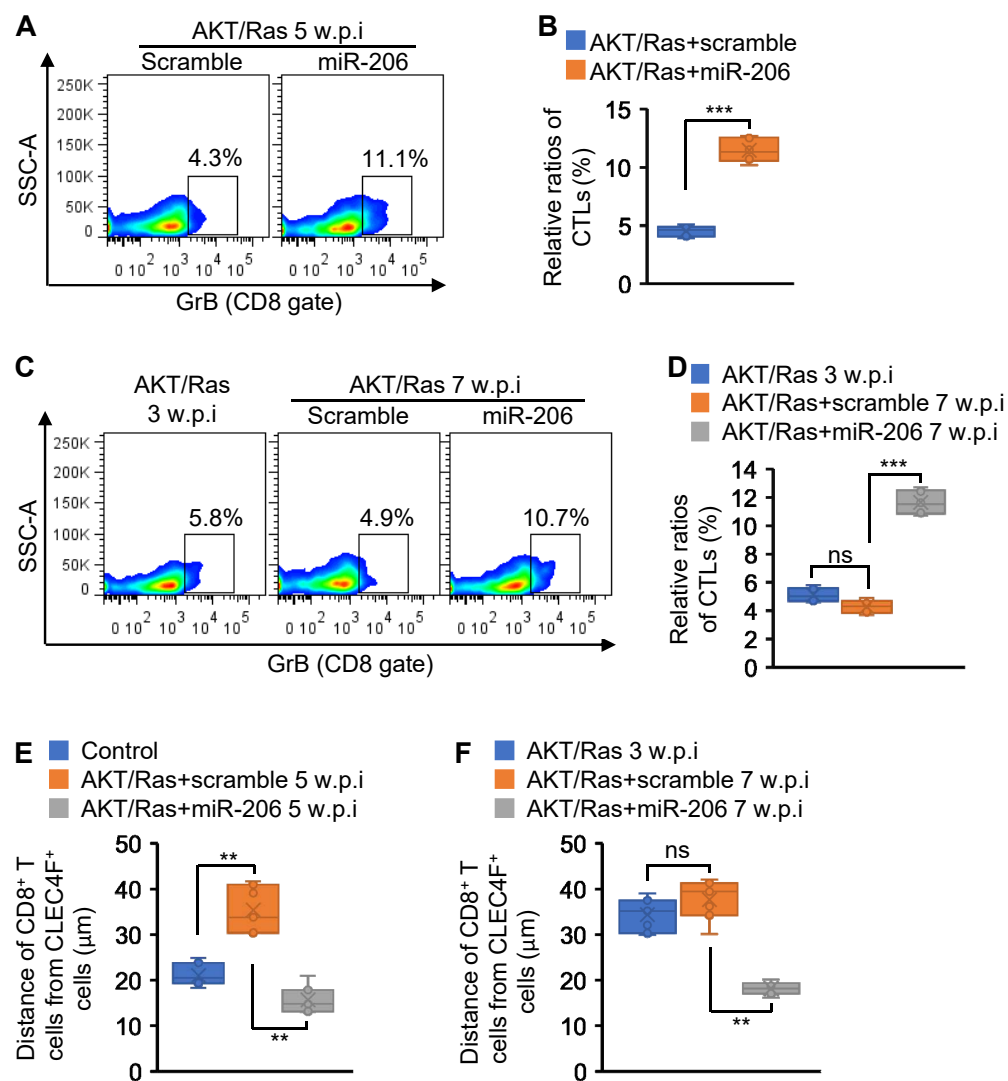 A
AKT/Ras 5 w.p.i
Scramble
miR-206
SSC-A
250K
200K
150K
100K
50K
0
4.3%
11.1%
0 10² 10³ 10⁴ 10⁵
0 10² 10³ 10⁴ 10⁵
GrB (CD8 gate)
B
AKT/Ras+scramble
AKT/Ras+miR-206
Relative ratios of
CTLs (%)
15
10
5
0
***
C
AKT/Ras
3 w.p.i
AKT/Ras 7 w.p.i
Scramble
miR-206
SSC-A
250K
200K
150K
100K
50K
0
5.8%
4.9%
10.7%
0 10² 10³ 10⁴ 10⁵
0 10² 10³ 10⁴ 10⁵
0 10² 10³ 10⁴ 10⁵
GrB (CD8 gate)
D
AKT/Ras 3 w.p.i
AKT/Ras+scramble 7 w.p.i
AKT/Ras+miR-206 7 w.p.i
Relative ratios
of CTLs (%)
14
12
10
8
6
4
2
0
ns
***
E
Control
AKT/Ras+scramble 5 w.p.i
AKT/Ras+miR-206 5 w.p.i
Distance of CD8⁺ T
cells from CLEC4F⁺
cells (μm)
50
40
30
20
10
0
**
**
F
AKT/Ras 3 w.p.i
AKT/Ras+scramble 7 w.p.i
AKT/Ras+miR-206 7 w.p.i
Distance of CD8⁺ T
cells from CLEC4F⁺
cells (μm)
50
40
30
20
10
0
ns
**